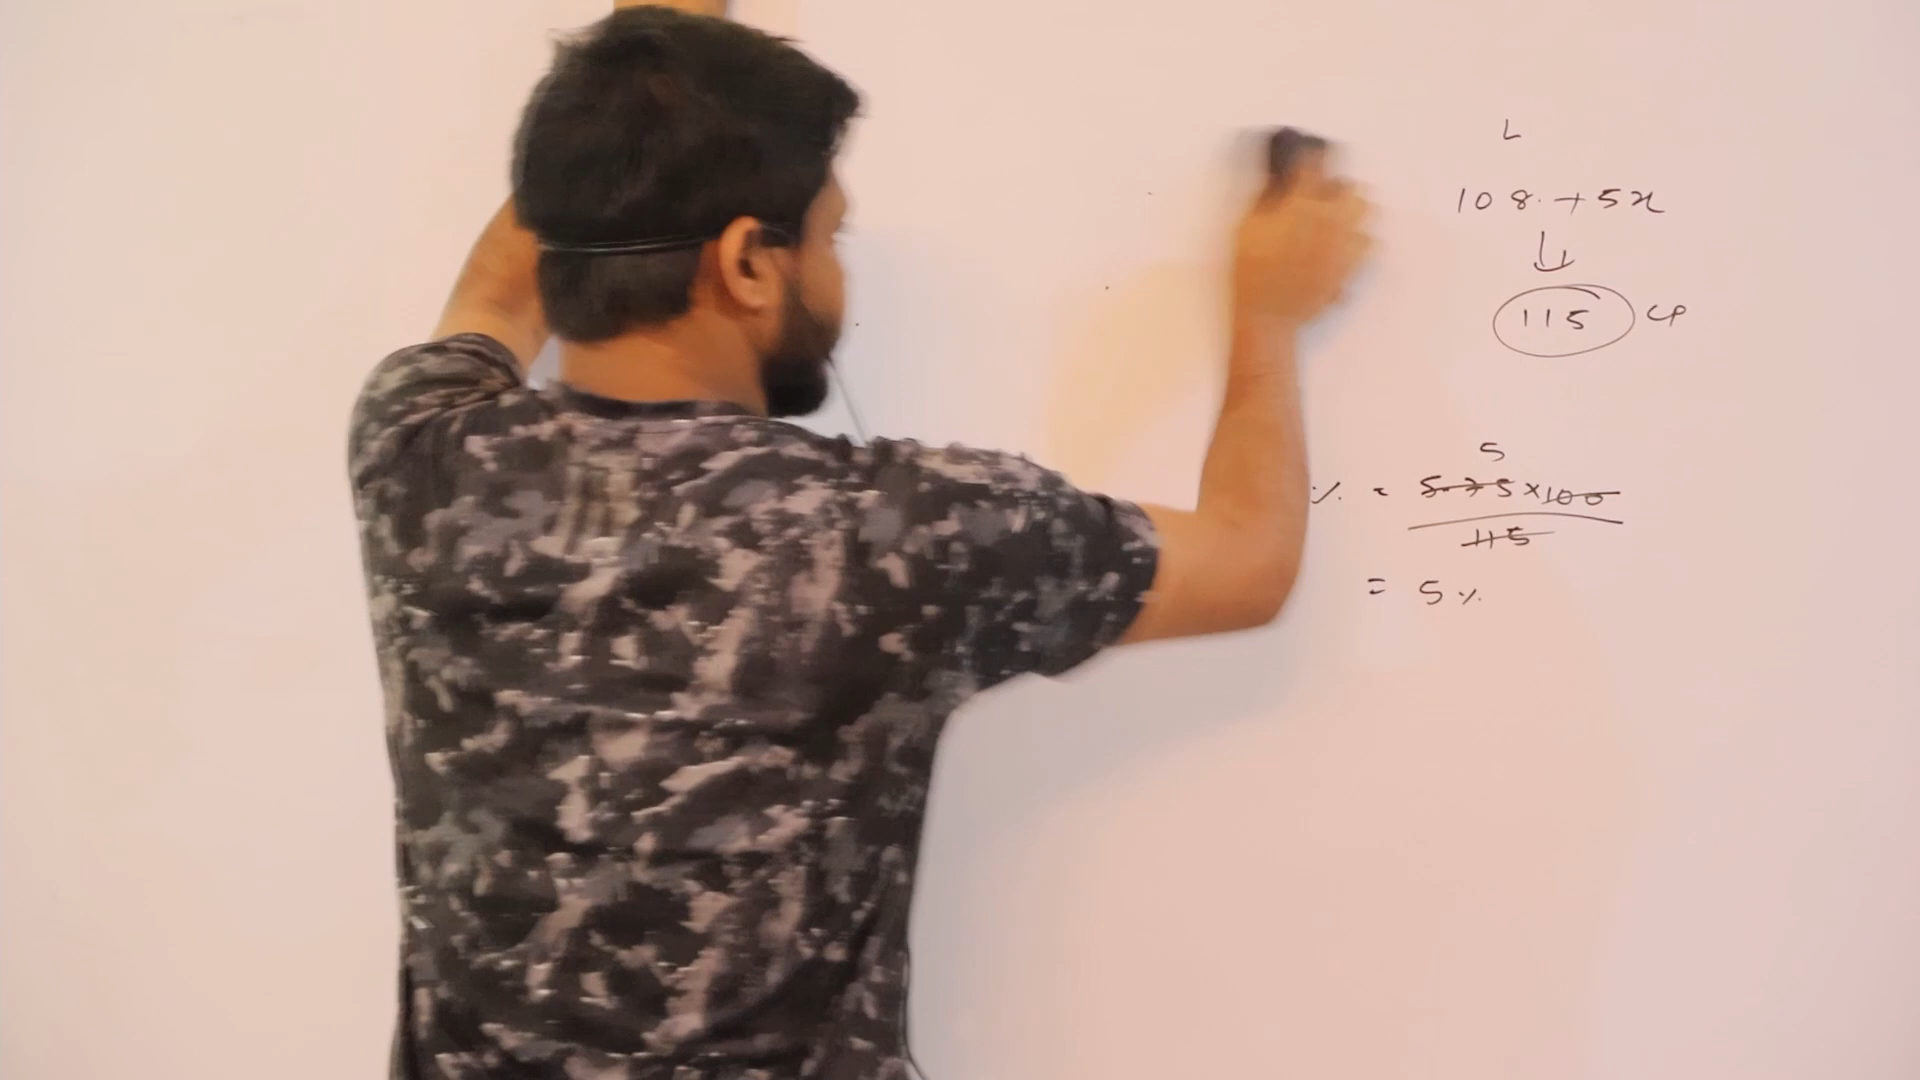 L
108 + 5x
115 CP
5
% = 5.75 × 100
115
= 5%